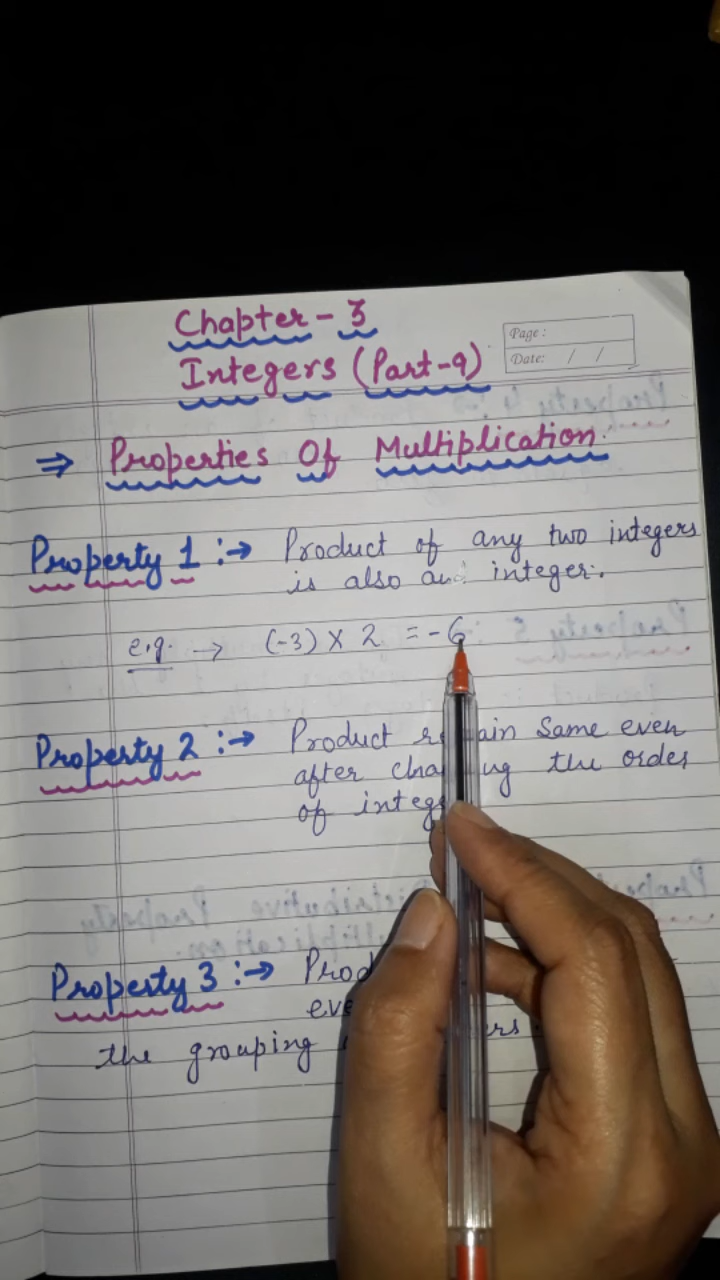 Chapter - 3
Integers (Part-9)
Page :
Date: / /
⇒ Properties Of Multiplication.
Property 1 :→ Product of any two integers
is also an integer.
e.g. → (-3) × 2 = -6
Property 2 :→ Product same even
after the order
of
Property 3 :→
the grouping